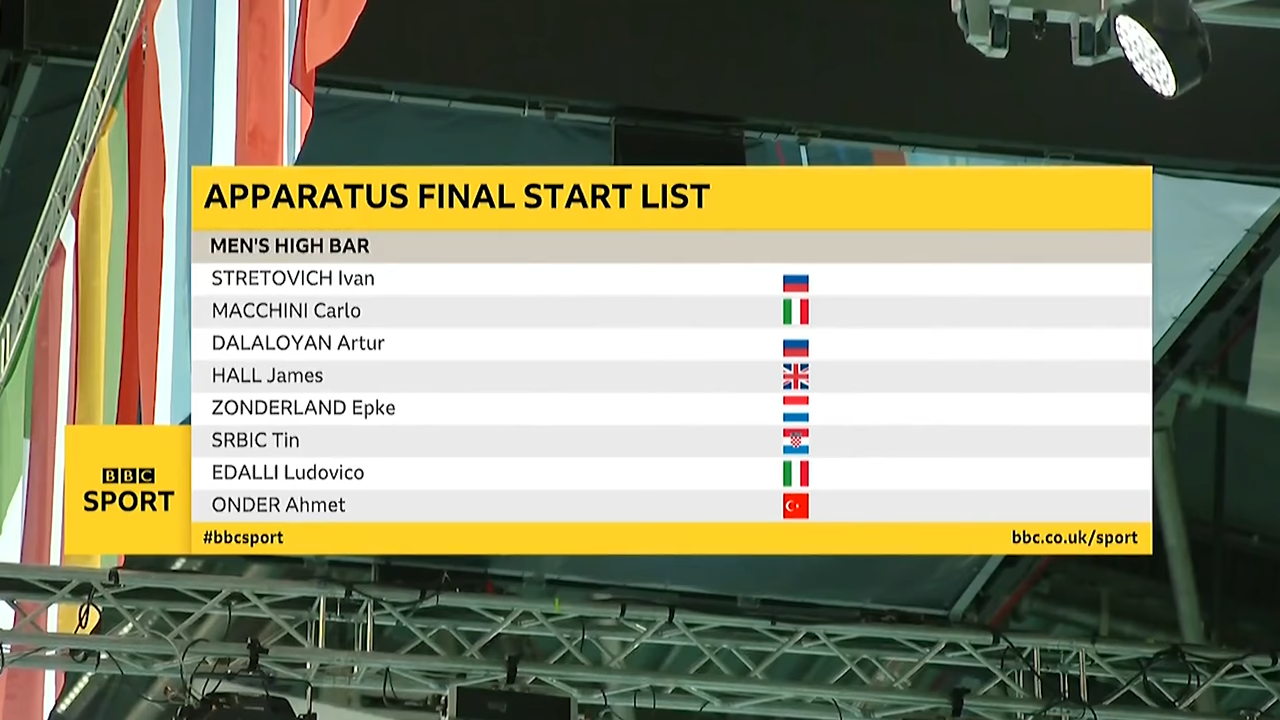 APPARATUS FINAL START LIST
MEN'S HIGH BAR
STRETOVICH Ivan
MACCHINI Carlo
DALALOYAN Artur
HALL James
ZONDERLAND Epke
SRBIC Tin
EDALLI Ludovico
ONDER Ahmet
BBC
SPORT
#bbcsport
bbc.co.uk/sport